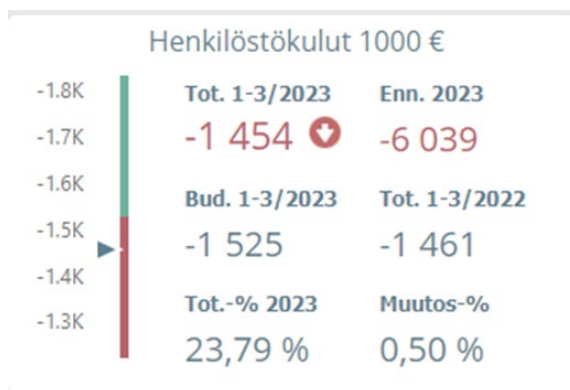 Henkilöstökulut 1000 €
-1.8K
-1.7K
-1.6K
-1.5K
-1.4K
-1.3K
Tot. 1-3/2023 Enn. 2023
-1 454 -6 039
Bud. 1-3/2023 Tot. 1-3/2022
-1 525 -1 461
Tot.-% 2023 Muutos-%
23,79 % 0,50 %